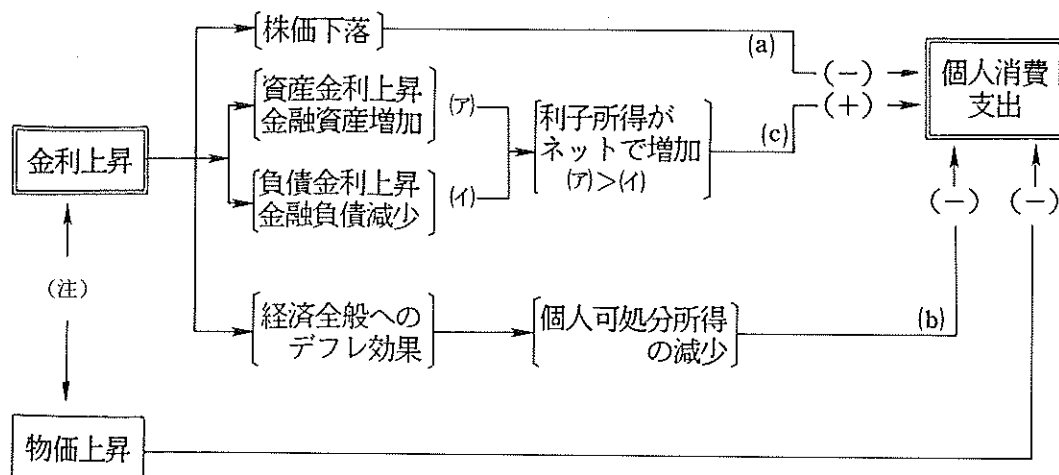 株価下落
(a)
(−)
個人消費
支出
資産金利上昇
金融資産増加
(ア)
利子所得が
ネットで増加
(ア)>(イ)
(c)
(+)
金利上昇
負債金利上昇
金融負債減少
(イ)
(−)
(−)
(注)
経済全般への
デフレ効果
個人可処分所得
の減少
(b)
物価上昇